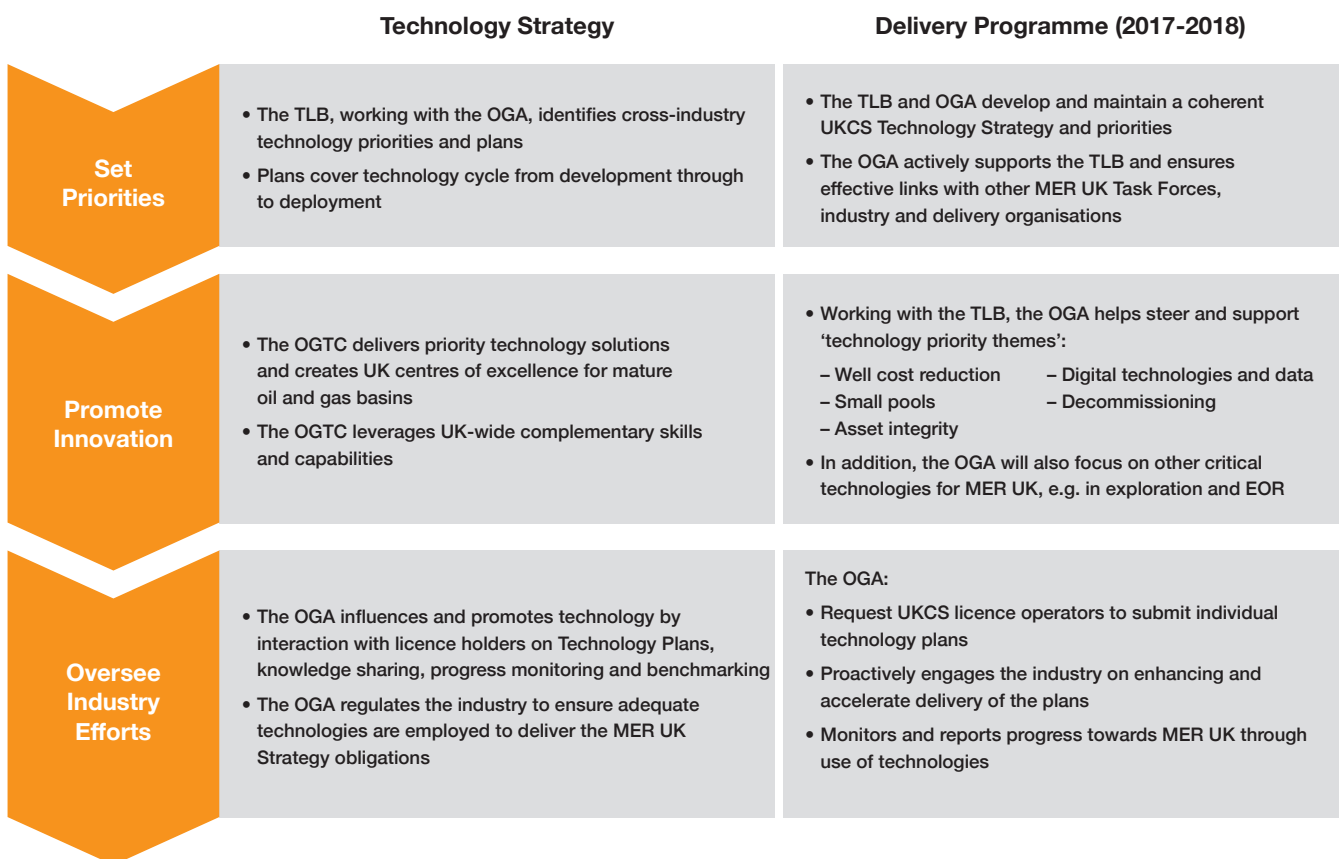 Technology Strategy
Delivery Programme (2017-2018)
Set
Priorities
• The TLB, working with the OGA, identifies cross-industry
technology priorities and plans
• Plans cover technology cycle from development through
to deployment
• The TLB and OGA develop and maintain a coherent
UKCS Technology Strategy and priorities
• The OGA actively supports the TLB and ensures
effective links with other MER UK Task Forces,
industry and delivery organisations
Promote
Innovation
• The OGTC delivers priority technology solutions
and creates UK centres of excellence for mature
oil and gas basins
• The OGTC leverages UK-wide complementary skills
and capabilities
• Working with the TLB, the OGA helps steer and support
‘technology priority themes’:
– Well cost reduction – Digital technologies and data
– Small pools – Decommissioning
– Asset integrity
• In addition, the OGA will also focus on other critical
technologies for MER UK, e.g. in exploration and EOR
Oversee
Industry
Efforts
• The OGA influences and promotes technology by
interaction with licence holders on Technology Plans,
knowledge sharing, progress monitoring and benchmarking
• The OGA regulates the industry to ensure adequate
technologies are employed to deliver the MER UK
Strategy obligations
The OGA:
• Request UKCS licence operators to submit individual
technology plans
• Proactively engages the industry on enhancing and
accelerate delivery of the plans
• Monitors and reports progress towards MER UK through
use of technologies